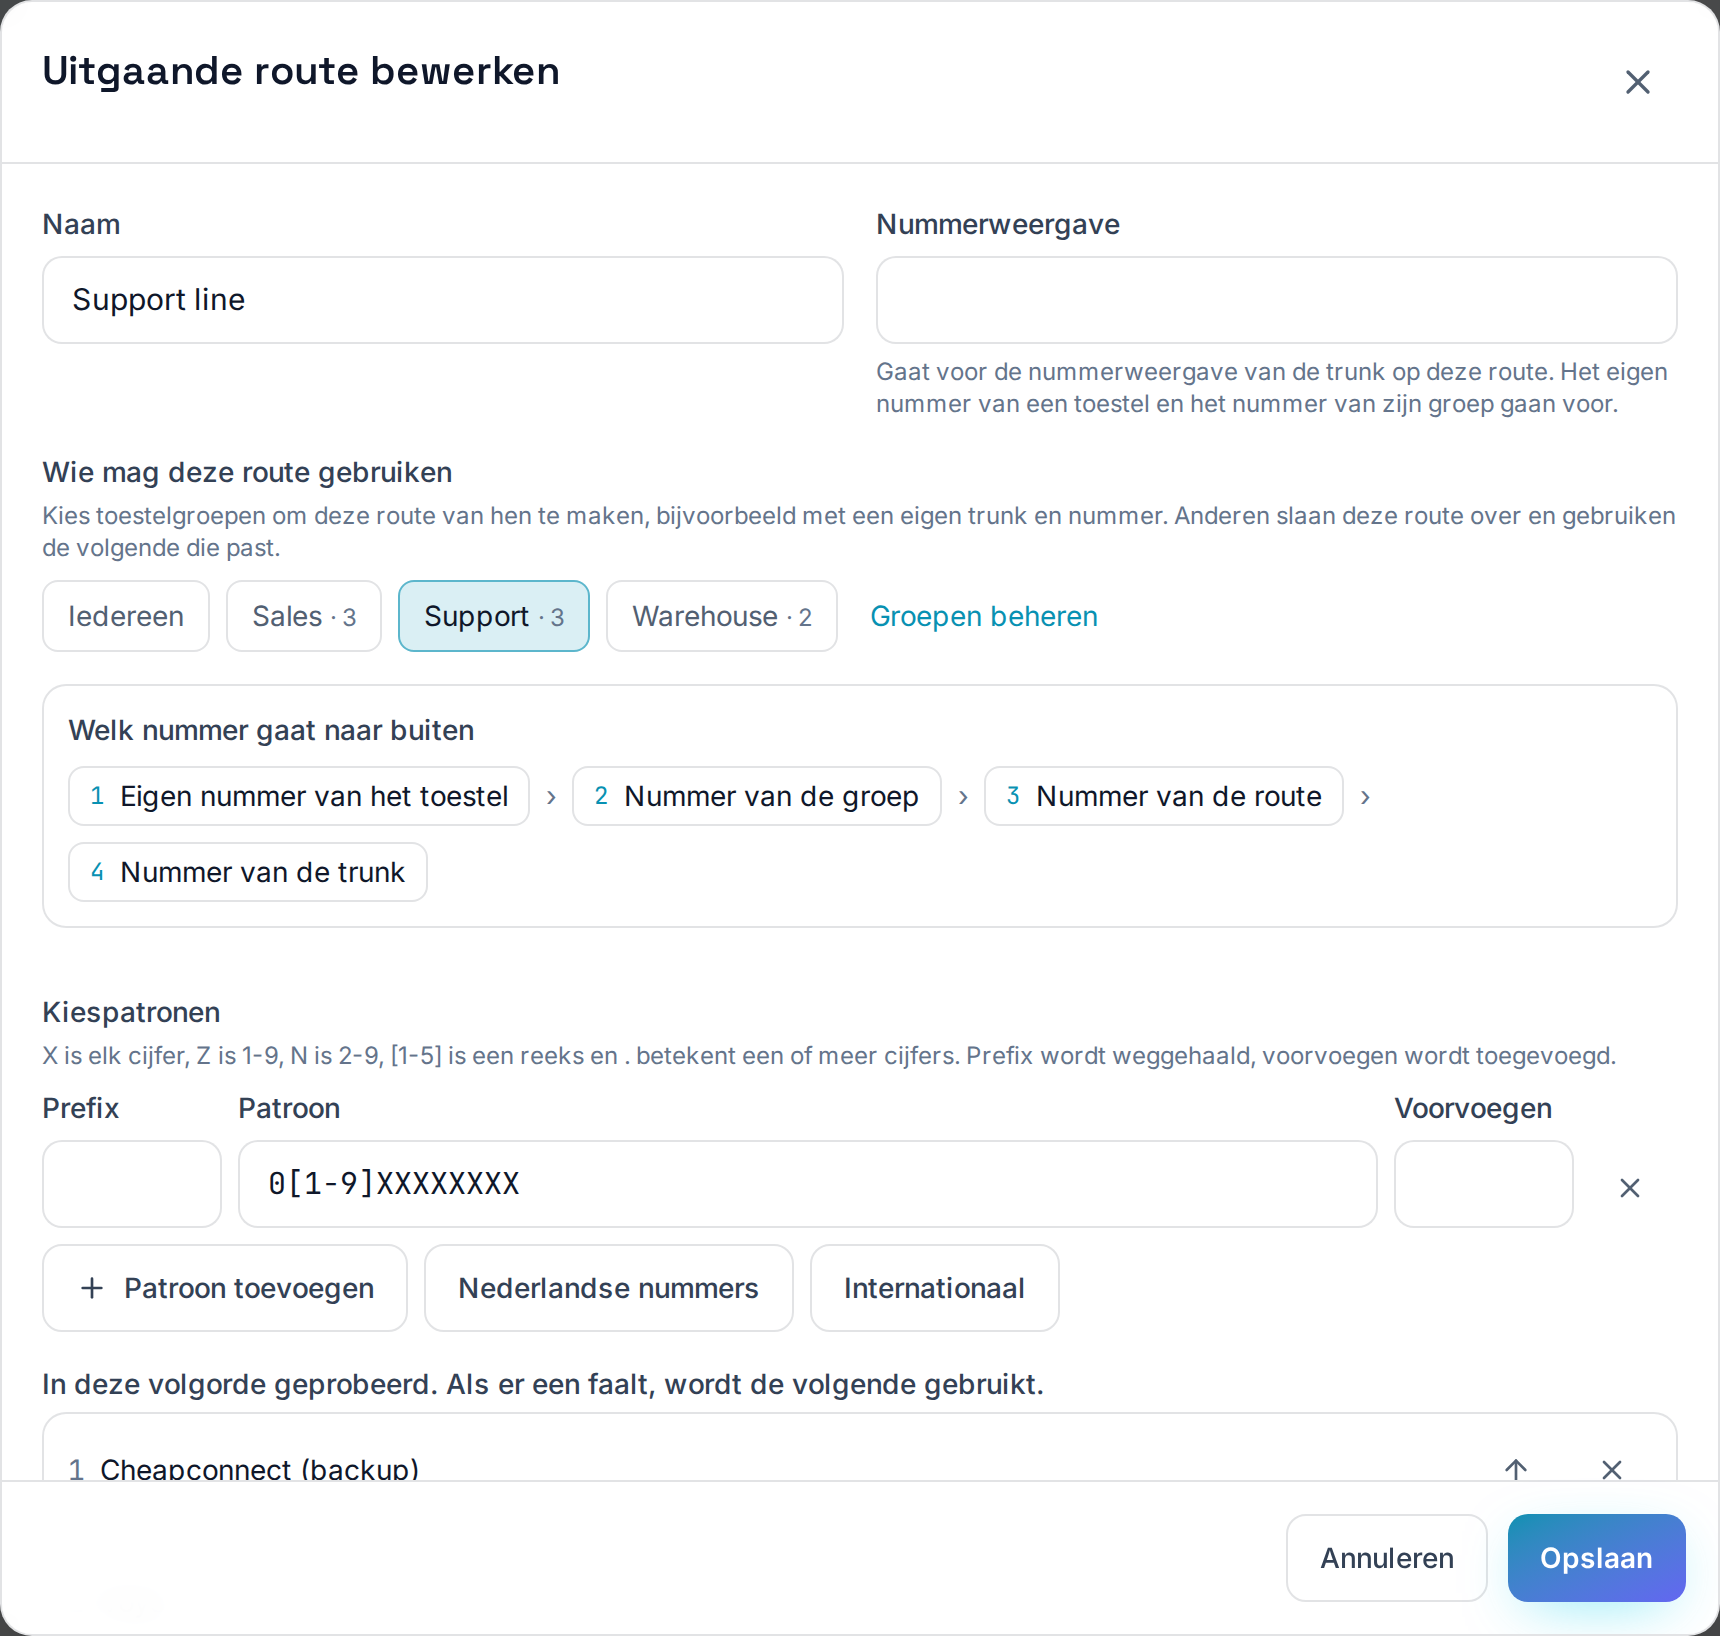 Uitgaande route bewerken
Naam
Nummerweergave
Support line
Gaat voor de nummerweergave van de trunk op deze route. Het eigen
nummer van een toestel en het nummer van zijn groep gaan voor.
Wie mag deze route gebruiken
Kies toestelgroepen om deze route van hen te maken, bijvoorbeeld met een eigen trunk en nummer. Anderen slaan deze route over en gebruiken
de volgende die past.
Iedereen Sales · 3 Support · 3 Warehouse · 2 Groepen beheren
Welk nummer gaat naar buiten
1 Eigen nummer van het toestel › 2 Nummer van de groep › 3 Nummer van de route ›
4 Nummer van de trunk
Kiespatronen
X is elk cijfer, Z is 1-9, N is 2-9, [1-5] is een reeks en . betekent een of meer cijfers. Prefix wordt weggehaald, voorvoegen wordt toegevoegd.
Prefix Patroon Voorvoegen
0[1-9]XXXXXXXX
Patroon toevoegen Nederlandse nummers Internationaal
In deze volgorde geprobeerd. Als er een faalt, wordt de volgende gebruikt.
1 Cheapconnect (backup)
Annuleren Opslaan